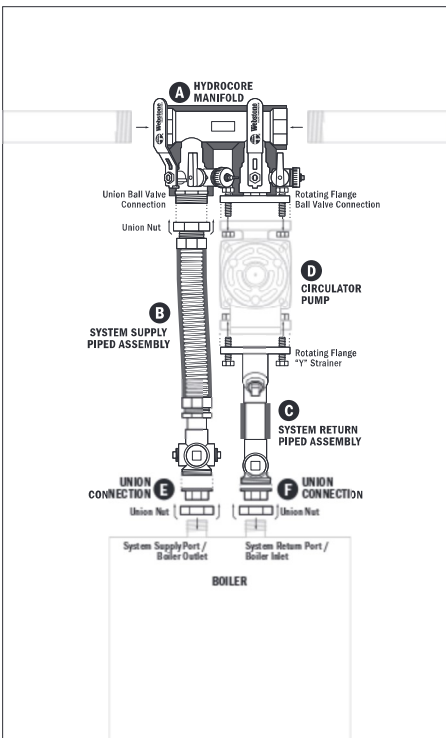 A HYDROCORE
MANIFOLD
Webstone
Webstone
Union Ball Valve
Connection
Rotating Flange
Ball Valve Connection
Union Nut
D
CIRCULATOR
PUMP
B
SYSTEM SUPPLY
PIPED ASSEMBLY
Rotating Flange
"Y" Strainer
C
SYSTEM RETURN
PIPED ASSEMBLY
UNION
CONNECTION E
F UNION
CONNECTION
Union Nut
Union Nut
System Supply Port /
Boiler Outlet
System Return Port /
Boiler Inlet
BOILER